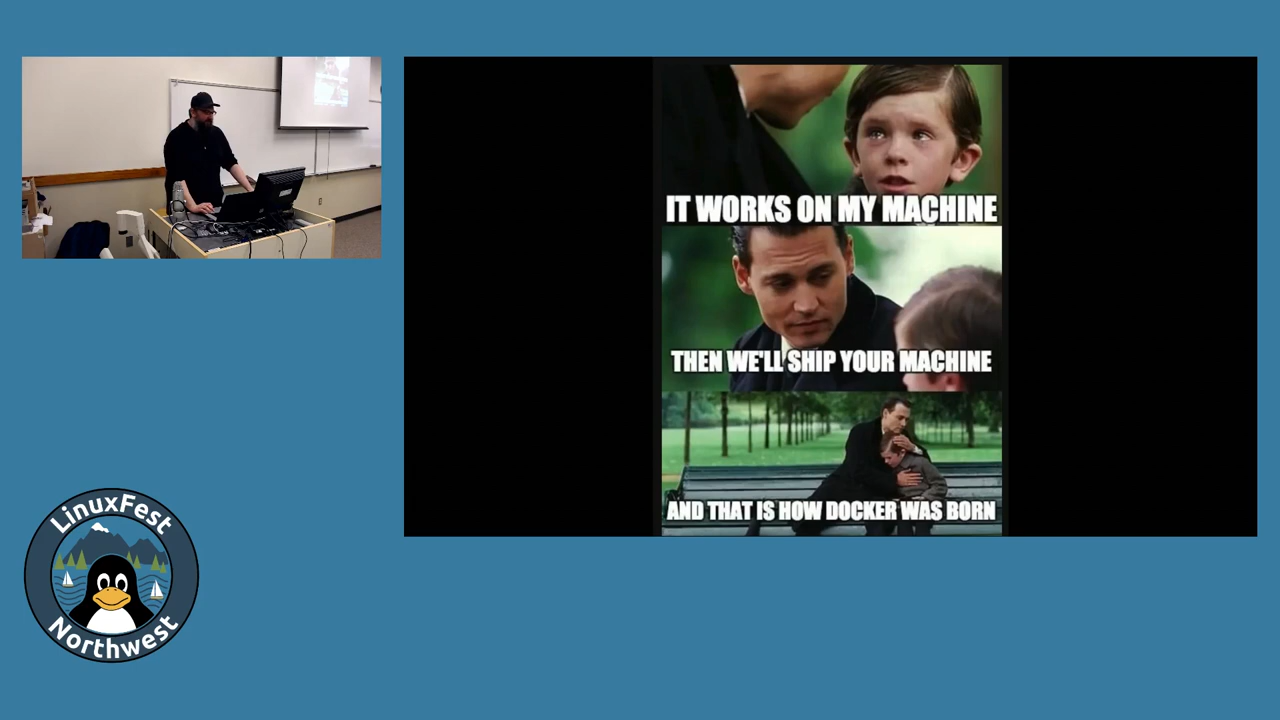 IT WORKS ON MY MACHINE
THEN WE'LL SHIP YOUR MACHINE
AND THAT IS HOW DOCKER WAS BORN
LinuxFest
Northwest